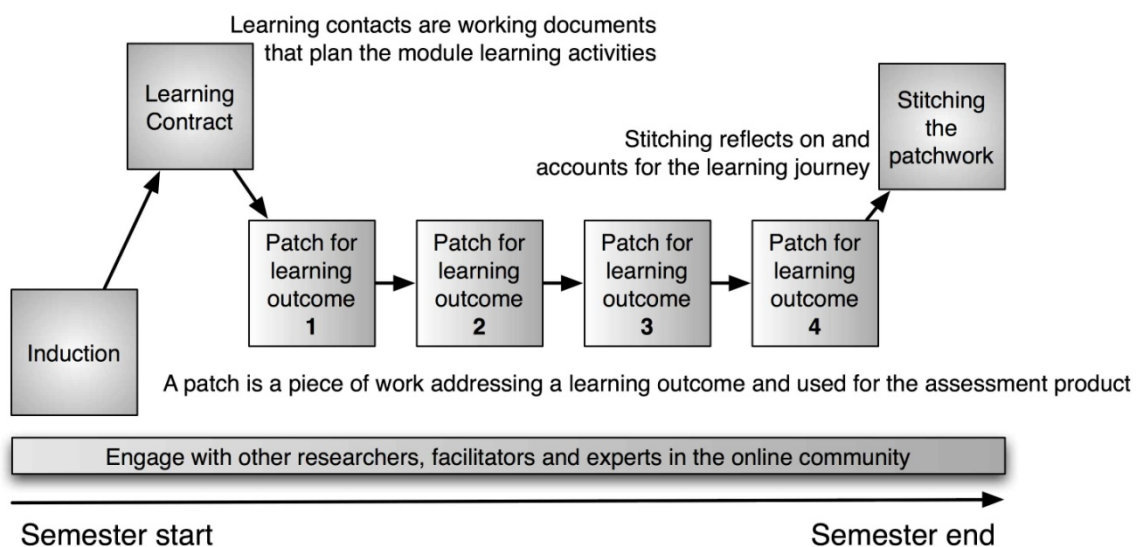 Learning contacts are working documents
that plan the module learning activities
Learning
Contract
Stitching
the
patchwork
Stitching reflects on and
accounts for the learning journey
Induction
Patch for
learning
outcome
1
Patch for
learning
outcome
2
Patch for
learning
outcome
3
Patch for
learning
outcome
4
A patch is a piece of work addressing a learning outcome and used for the assessment product
Engage with other researchers, facilitators and experts in the online community
Semester start
Semester end